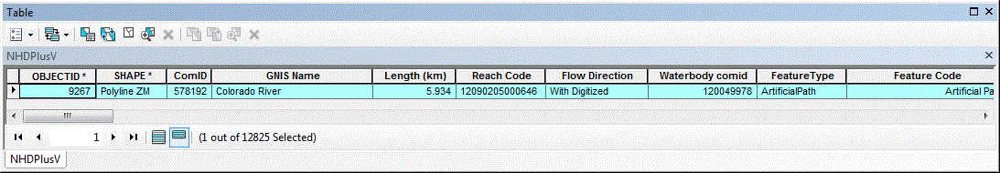 Table
NHDPlusV
OBJECTID * SHAPE * ComID GNIS Name Length (km) Reach Code Flow Direction Waterbody comid FeatureType Feature Code
9267 Polyline ZM 578192 Colorado River 5.934 12090205000646 With Digitized 120049978 ArtificialPath Artificial Pa
1 (1 out of 12825 Selected)
NHDPlusV